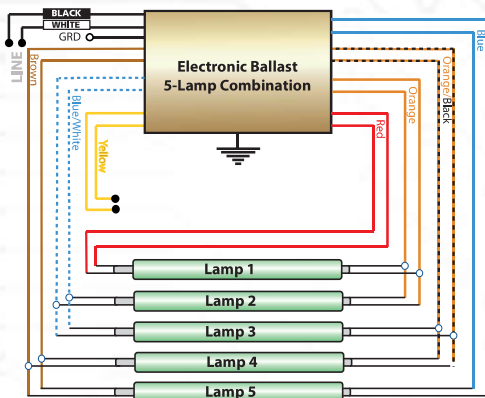 BLACK
WHITE
GRD
LINE
Electronic Ballast
5-Lamp Combination
Brown
Blue/White
Yellow
Red
Orange
Orange/Black
Blue
Lamp 1
Lamp 2
Lamp 3
Lamp 4
Lamp 5